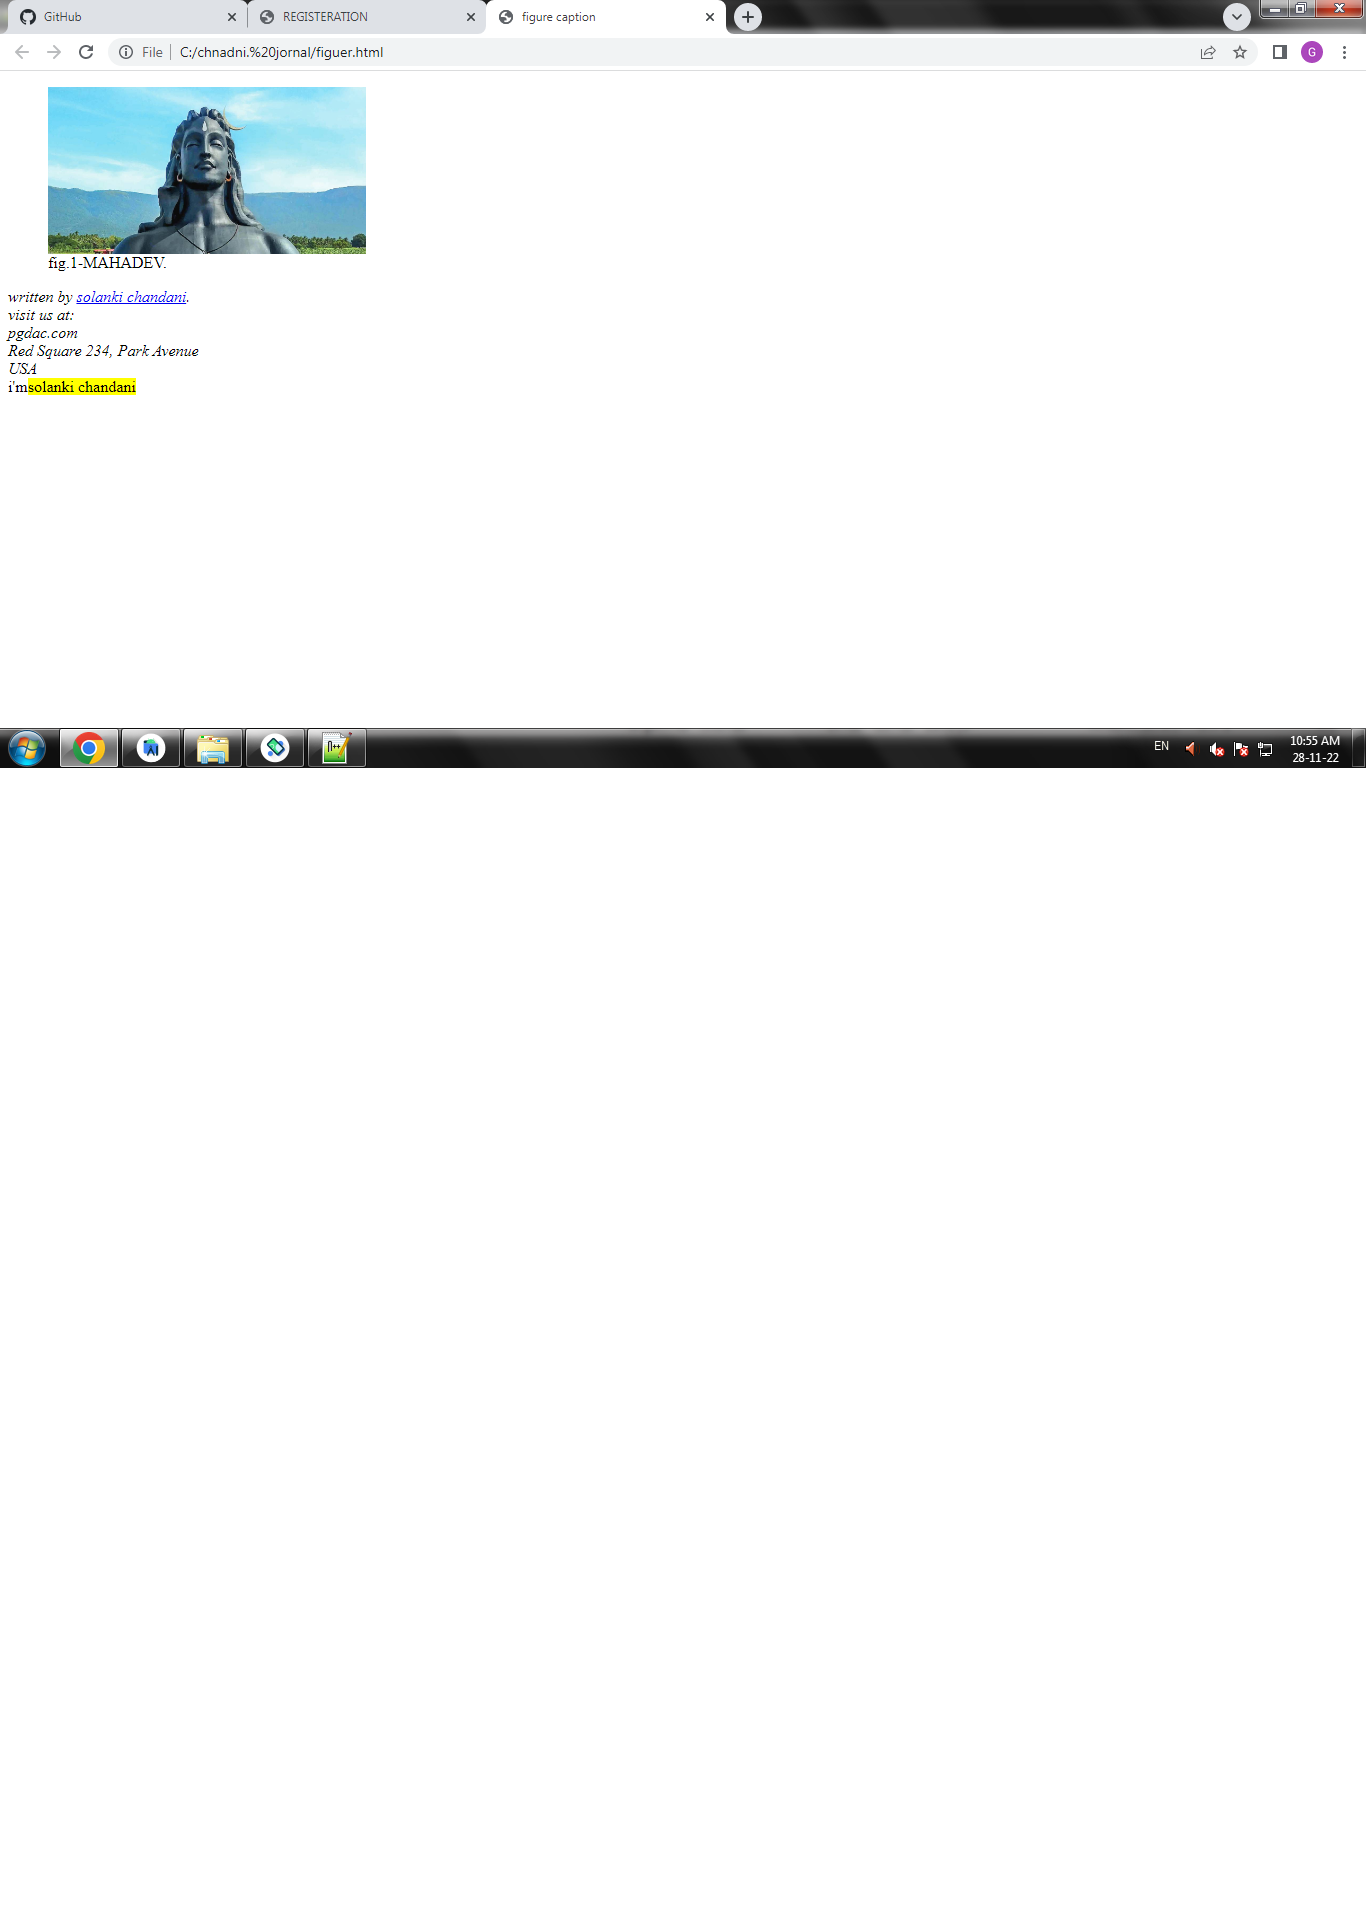 GitHub
REGISTERATION
figure caption
File
C:/chnadni.%20jornal/figuer.html
G
fig.1-MAHADEV.
written by solanki chandani.
visit us at:
pgdac.com
Red Square 234, Park Avenue
USA
i'msolanki chandani
EN
10:55 AM
28-11-22